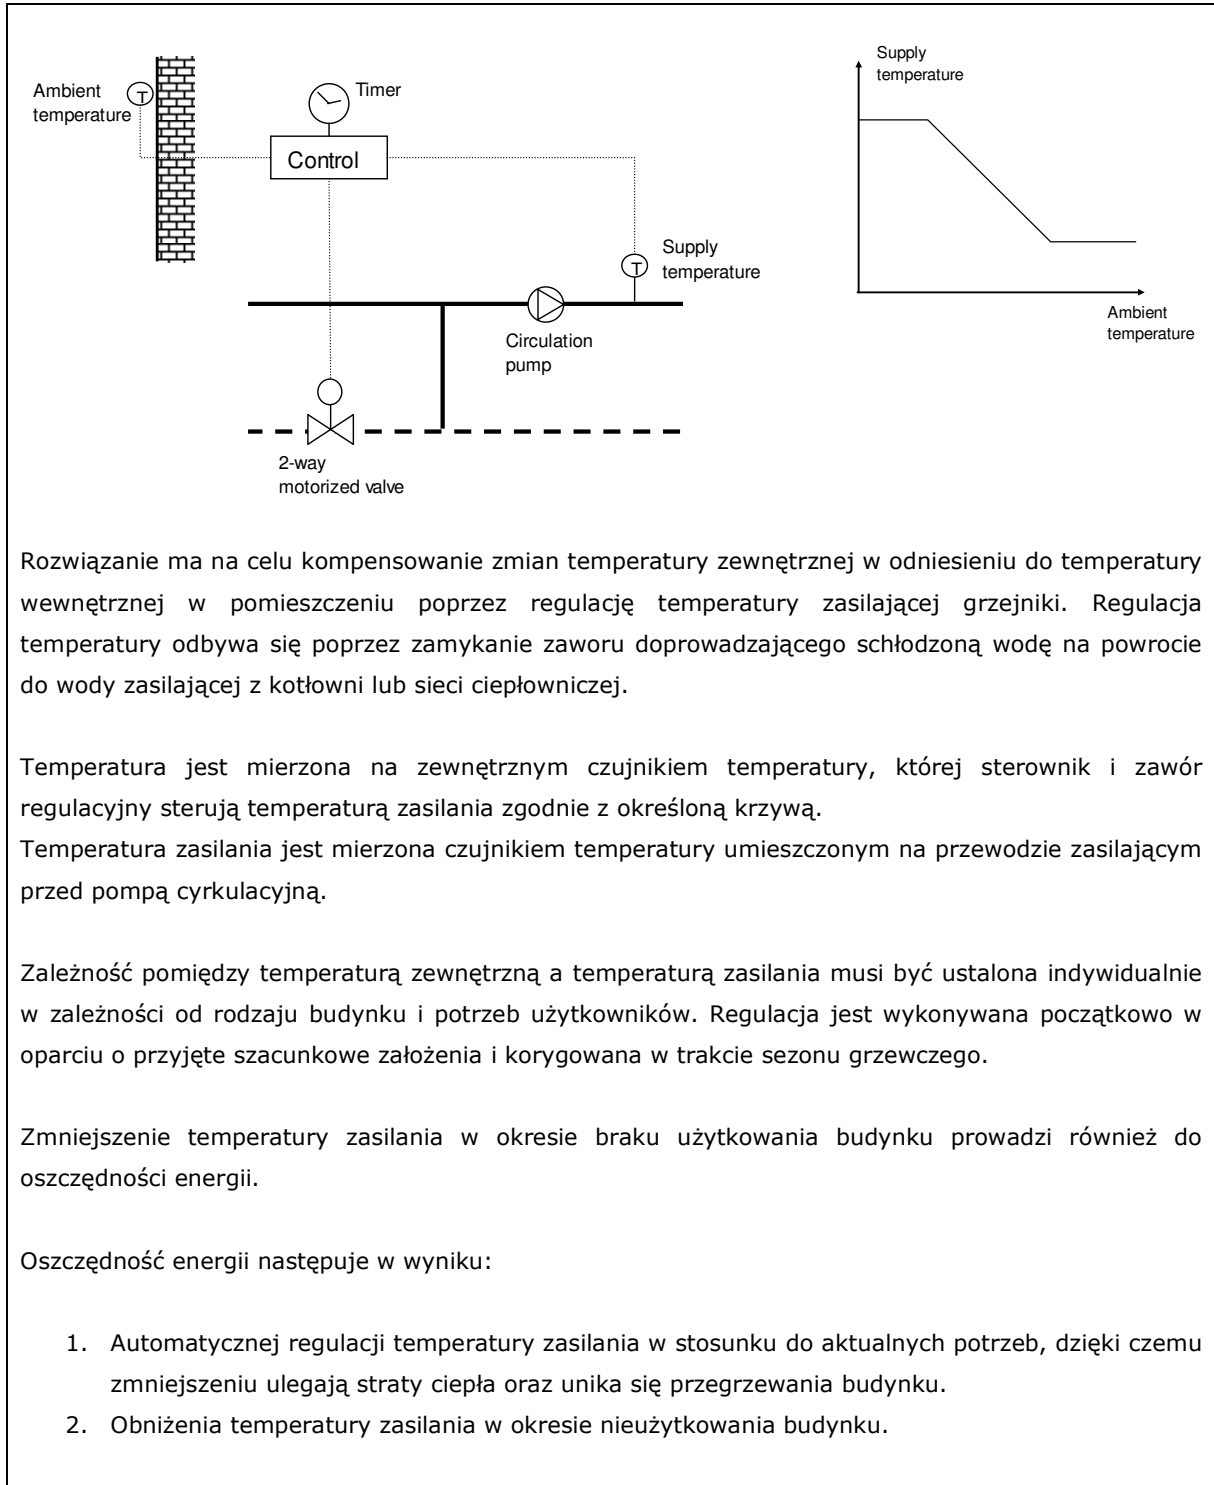 Ambient
temperature
T
Timer
Control
Supply
temperature
T
Circulation
pump
2-way
motorized valve
Supply
temperature
Ambient
temperature
Rozwiązanie ma na celu kompensowanie zmian temperatury zewnętrznej w odniesieniu do temperatury
wewnętrznej w pomieszczeniu poprzez regulację temperatury zasilającej grzejniki. Regulacja
temperatury odbywa się poprzez zamykanie zaworu doprowadzającego schłodzoną wodę na powrocie
do wody zasilającej z kotłowni lub sieci ciepłowniczej.
Temperatura jest mierzona na zewnętrznym czujnikiem temperatury, której sterownik i zawór
regulacyjny sterują temperaturą zasilania zgodnie z określoną krzywą.
Temperatura zasilania jest mierzona czujnikiem temperatury umieszczonym na przewodzie zasilającym
przed pompą cyrkulacyjną.
Zależność pomiędzy temperaturą zewnętrzną a temperaturą zasilania musi być ustalona indywidualnie
w zależności od rodzaju budynku i potrzeb użytkowników. Regulacja jest wykonywana początkowo w
oparciu o przyjęte szacunkowe założenia i korygowana w trakcie sezonu grzewczego.
Zmniejszenie temperatury zasilania w okresie braku użytkowania budynku prowadzi również do
oszczędności energii.
Oszczędność energii następuje w wyniku:
1. Automatycznej regulacji temperatury zasilania w stosunku do aktualnych potrzeb, dzięki czemu
zmniejszeniu ulegają straty ciepła oraz unika się przegrzewania budynku.
2. Obniżenia temperatury zasilania w okresie nieużytkowania budynku.